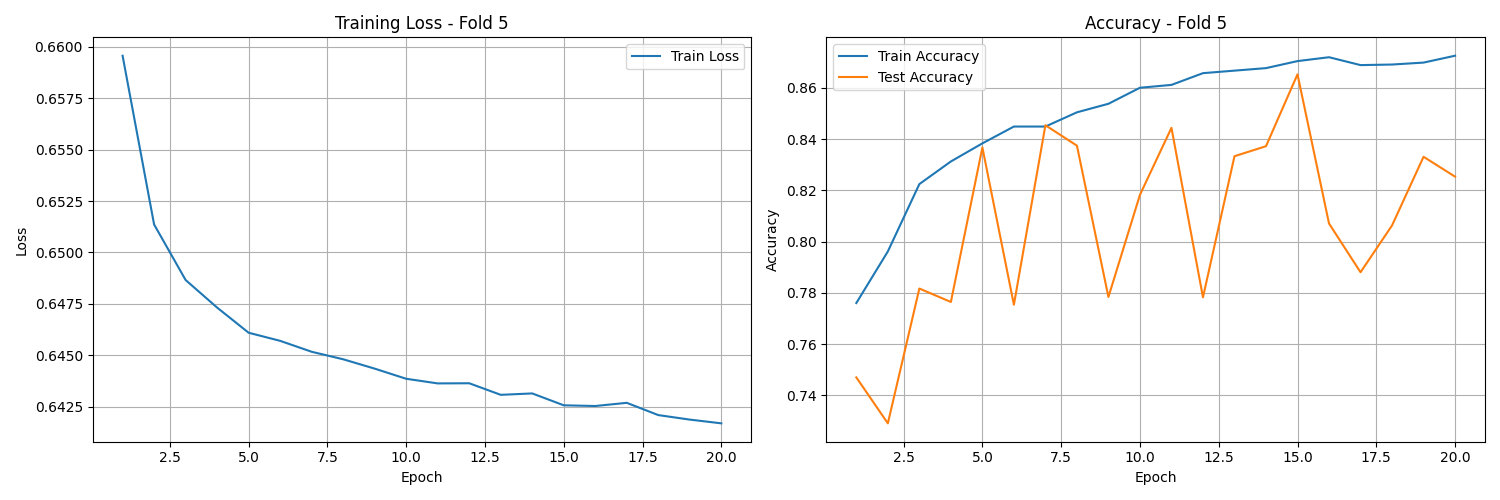 Training Loss - Fold 5
Train Loss
0.6600
0.6575
0.6550
0.6525
0.6500
0.6475
0.6450
0.6425
Loss
2.5 5.0 7.5 10.0 12.5 15.0 17.5 20.0
Epoch
Accuracy - Fold 5
Train Accuracy
Test Accuracy
0.86
0.84
0.82
0.80
0.78
0.76
0.74
Accuracy
2.5 5.0 7.5 10.0 12.5 15.0 17.5 20.0
Epoch